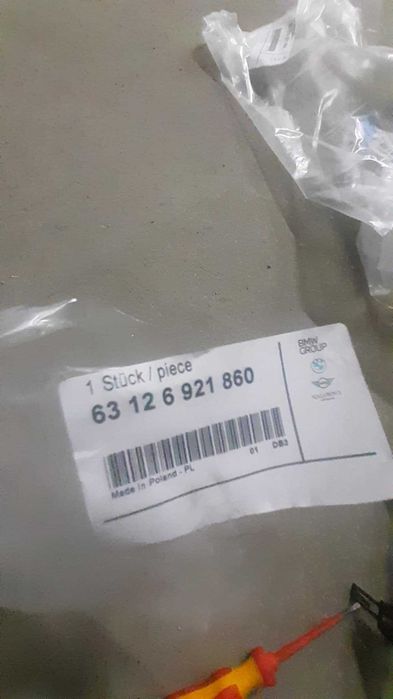 1 Stück / piece
63 12 6 921 860
01 DB3
Made in Poland - PL
BMW
GROUP